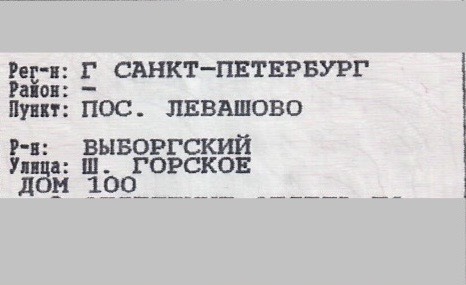 Рег-н: Г САНКТ-ПЕТЕРБУРГ
Район: -
Пункт: ПОС. ЛЕВАШОВО
Р-н: ВЫБОРГСКИЙ
Улица: Ш. ГОРСКОЕ
ДОМ 100